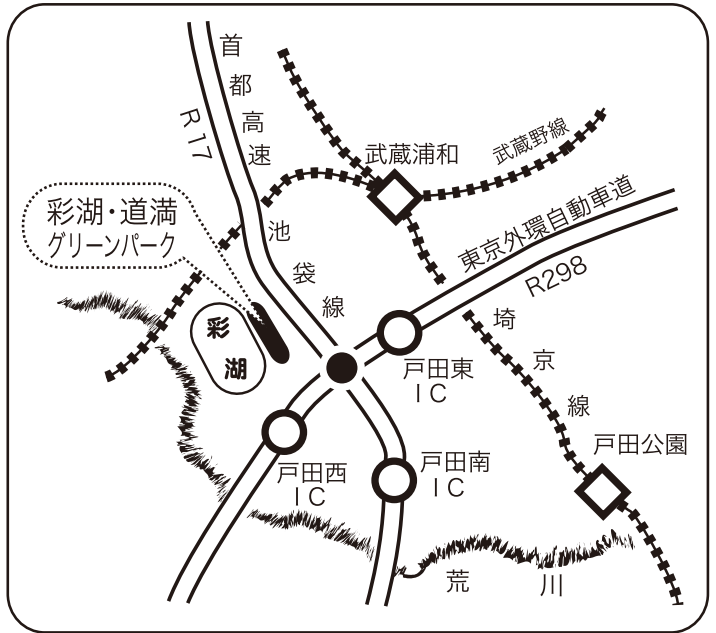 首都高速池袋線
R17
武蔵浦和
武蔵野線
彩湖・道満
グリーンパーク
東京外環自動車道
R298
彩湖
埼京線
戸田東
IC
戸田公園
戸田西
IC
戸田南
IC
荒川